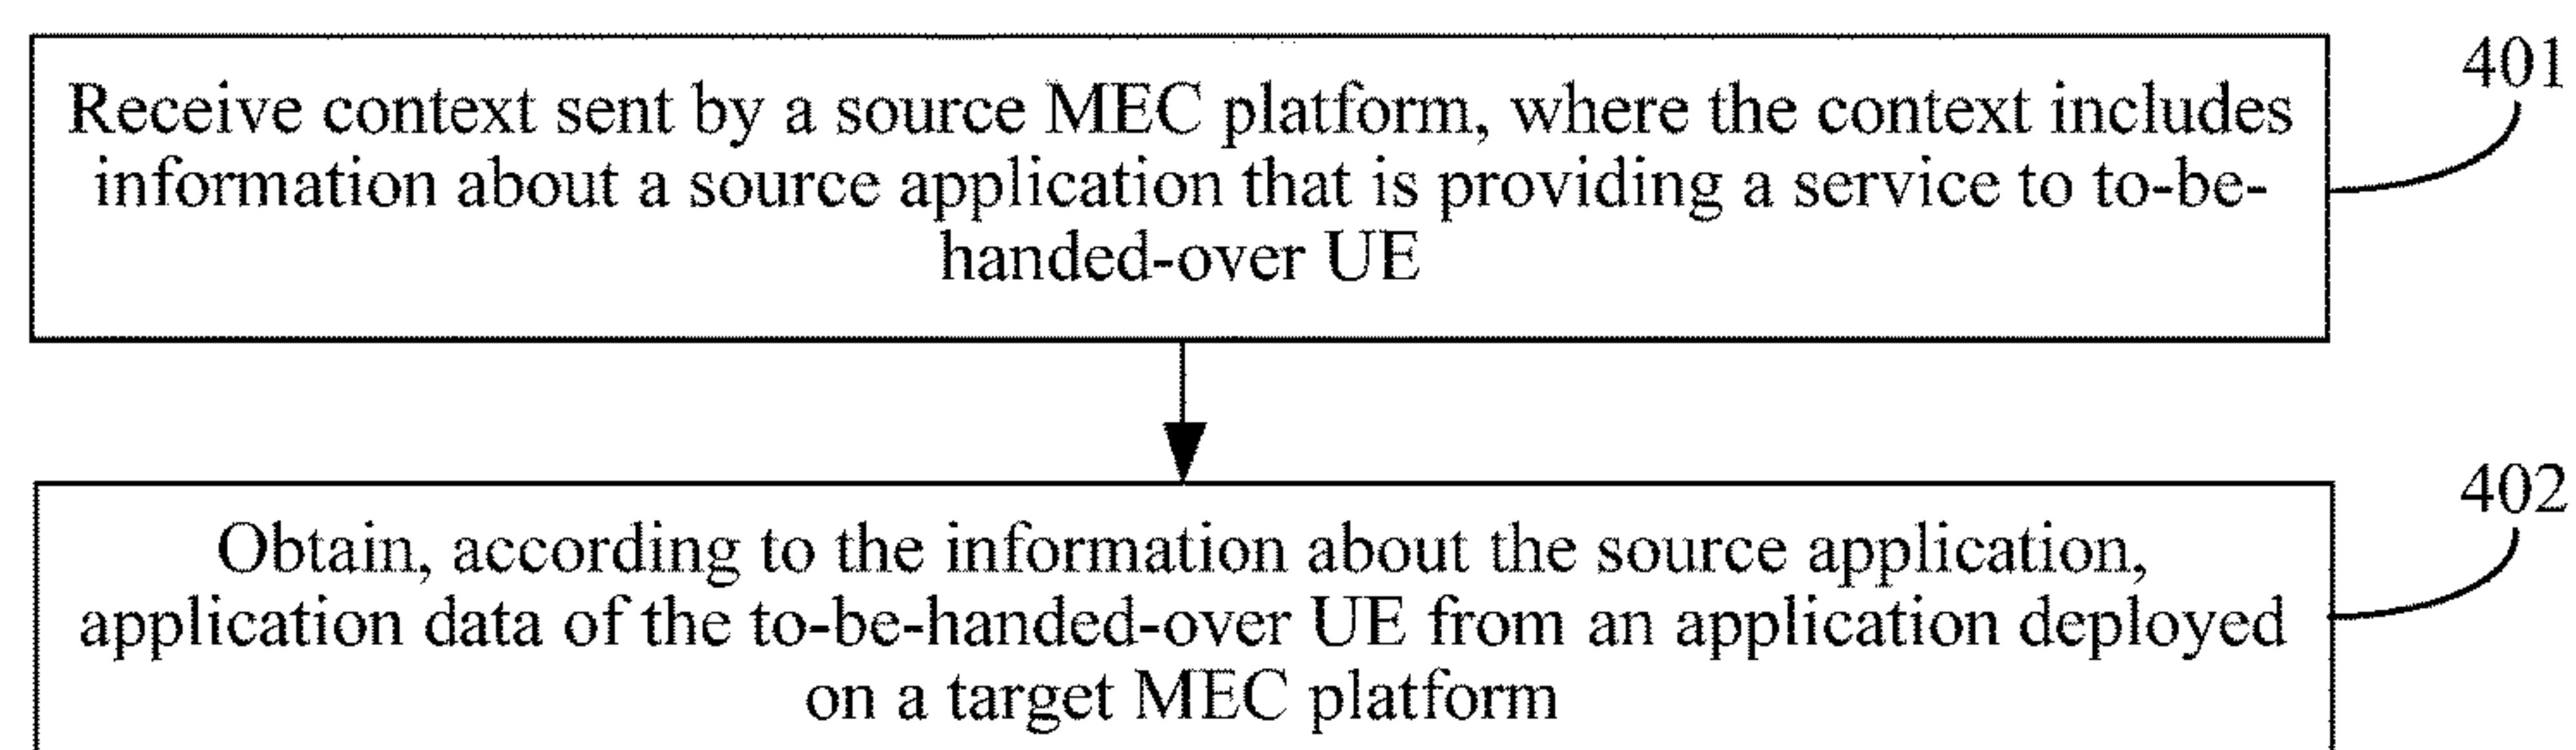 Receive context sent by a source MEC platform, where the context includes
401
information about a source application that is providing a service to to-be-
handed-over UE
Obtain, according to the information about the source application,
402
application data of the to-be-handed-over UE from an application deployed
on a target MEC platform